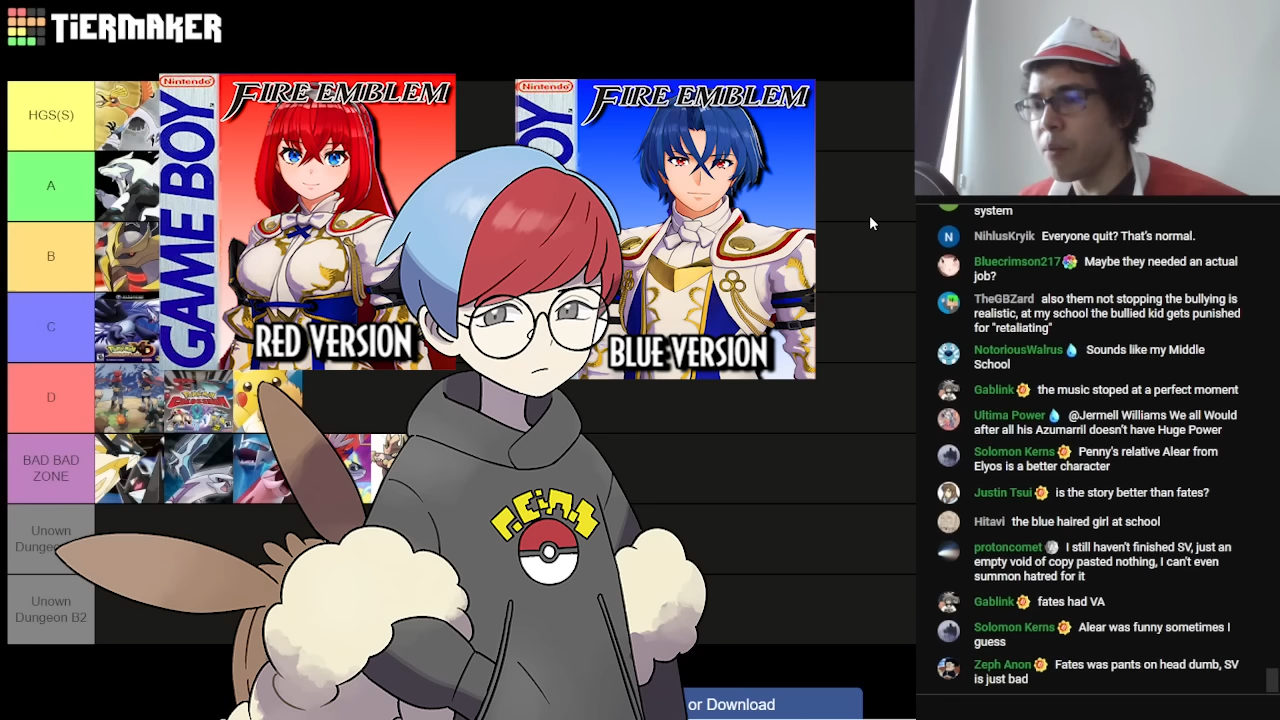 TiERMAKER
HGS(S)
A
B
C
D
BAD BAD
ZONE
Unown
Unown
Dungeon B2
Nintendo
GAME BOY
FIRE EMBLEM
RED VERSION
Nintendo
BOY
FIRE EMBLEM
BLUE VERSION
or Download
system
NihlusKryik Everyone quit? That's normal.
Bluecrimson217 Maybe they needed an actual
job?
TheGBZard also them not stopping the bullying is
realistic, at my school the bullied kid gets punished
for "retaliating"
NotoriousWalrus Sounds like my Middle
School
Gablink the music stoped at a perfect moment
Ultima Power @Jermell Williams We all Would
after all his Azumarril doesn't have Huge Power
Solomon Kerns Penny's relative Alear from
Elyos is a better character
Justin Tsui is the story better than fates?
Hitavi the blue haired girl at school
protoncomet I still haven't finished SV, just an
empty void of copy pasted nothing, I can't even
summon hatred for it
Gablink fates had VA
Solomon Kerns Alear was funny sometimes I
guess
Zeph Anon Fates was pants on head dumb, SV
is just bad